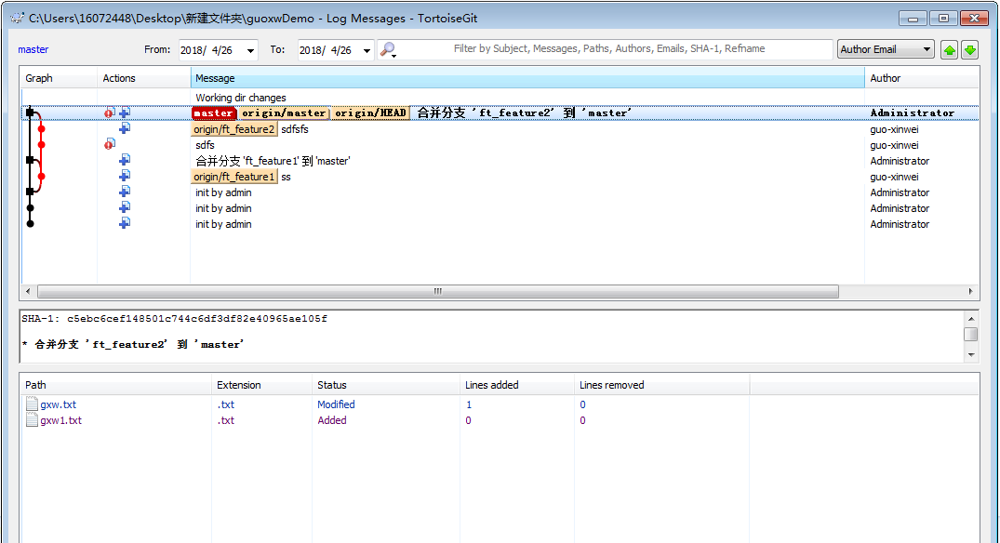 C:\Users\16072448\Desktop\新建文件夹\guoxwDemo - Log Messages - TortoiseGit
master From: 2018/ 4/26 To: 2018/ 4/26 Filter by Subject, Messages, Paths, Authors, Emails, SHA-1, Refname Author Email
Graph Actions Message Author
Working dir changes
master origin/master origin/HEAD 合并分支 'ft_feature2' 到 'master' Administrator
origin/ft_feature2 sdfsfs guo-xinwei
sdfs guo-xinwei
合并分支 'ft_feature1' 到 'master' Administrator
origin/ft_feature1 ss guo-xinwei
init by admin Administrator
init by admin Administrator
init by admin Administrator
SHA-1: c5ebc6cef148501c744c6df3df82e40965ae105f
* 合并分支 'ft_feature2' 到 'master'
Path Extension Status Lines added Lines removed
gxw.txt .txt Modified 1 0
gxw1.txt .txt Added 0 0